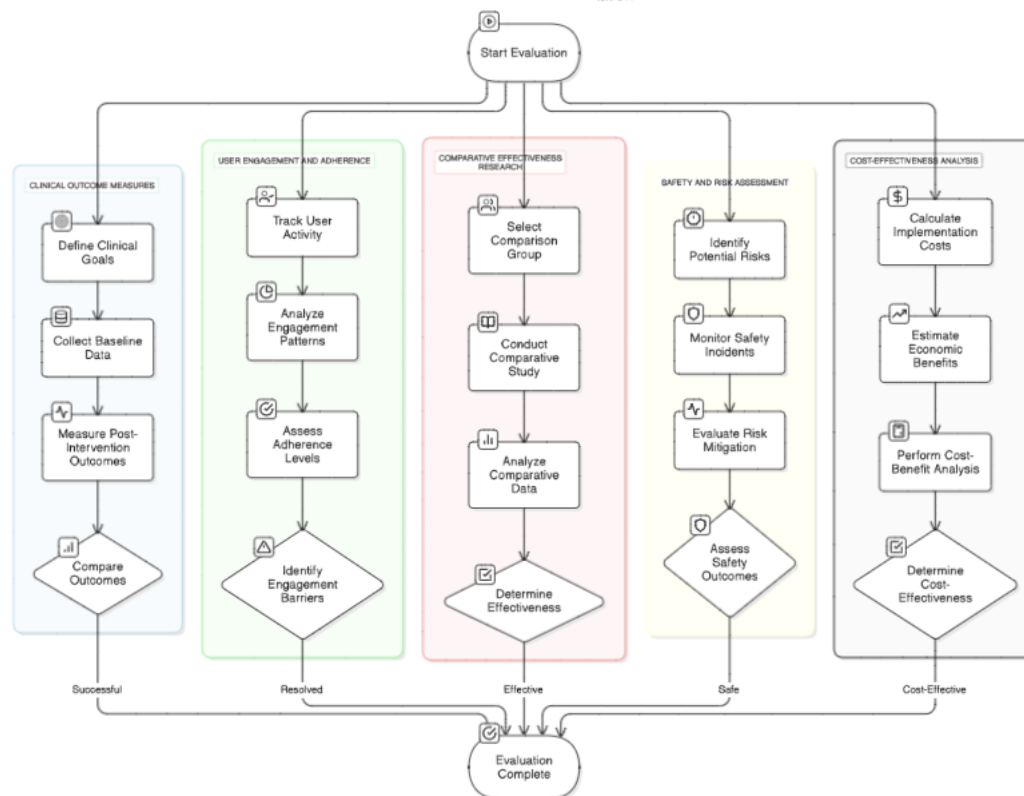 Start Evaluation
CLINICAL OUTCOME MEASURES
Define Clinical
Goals
Collect Baseline
Data
Measure Post-
Intervention
Outcomes
Compare
Outcomes
Successful
USER ENGAGEMENT AND ADHERENCE
Track User
Activity
Analyze
Engagement
Patterns
Assess
Adherence
Levels
Identify
Engagement
Barriers
Resolved
COMPARATIVE EFFECTIVENESS
RESEARCH
Select
Comparison
Group
Conduct
Comparative
Study
Analyze
Comparative
Data
Determine
Effectiveness
Effective
SAFETY AND RISK ASSESSMENT
Identify
Potential Risks
Monitor Safety
Incidents
Evaluate Risk
Mitigation
Assess
Safety
Outcomes
Safe
COST-EFFECTIVENESS ANALYSIS
Calculate
Implementation
Costs
Estimate
Economic
Benefits
Perform Cost-
Benefit Analysis
Determine
Cost-
Effectiveness
Cost-Effective
Evaluation
Complete